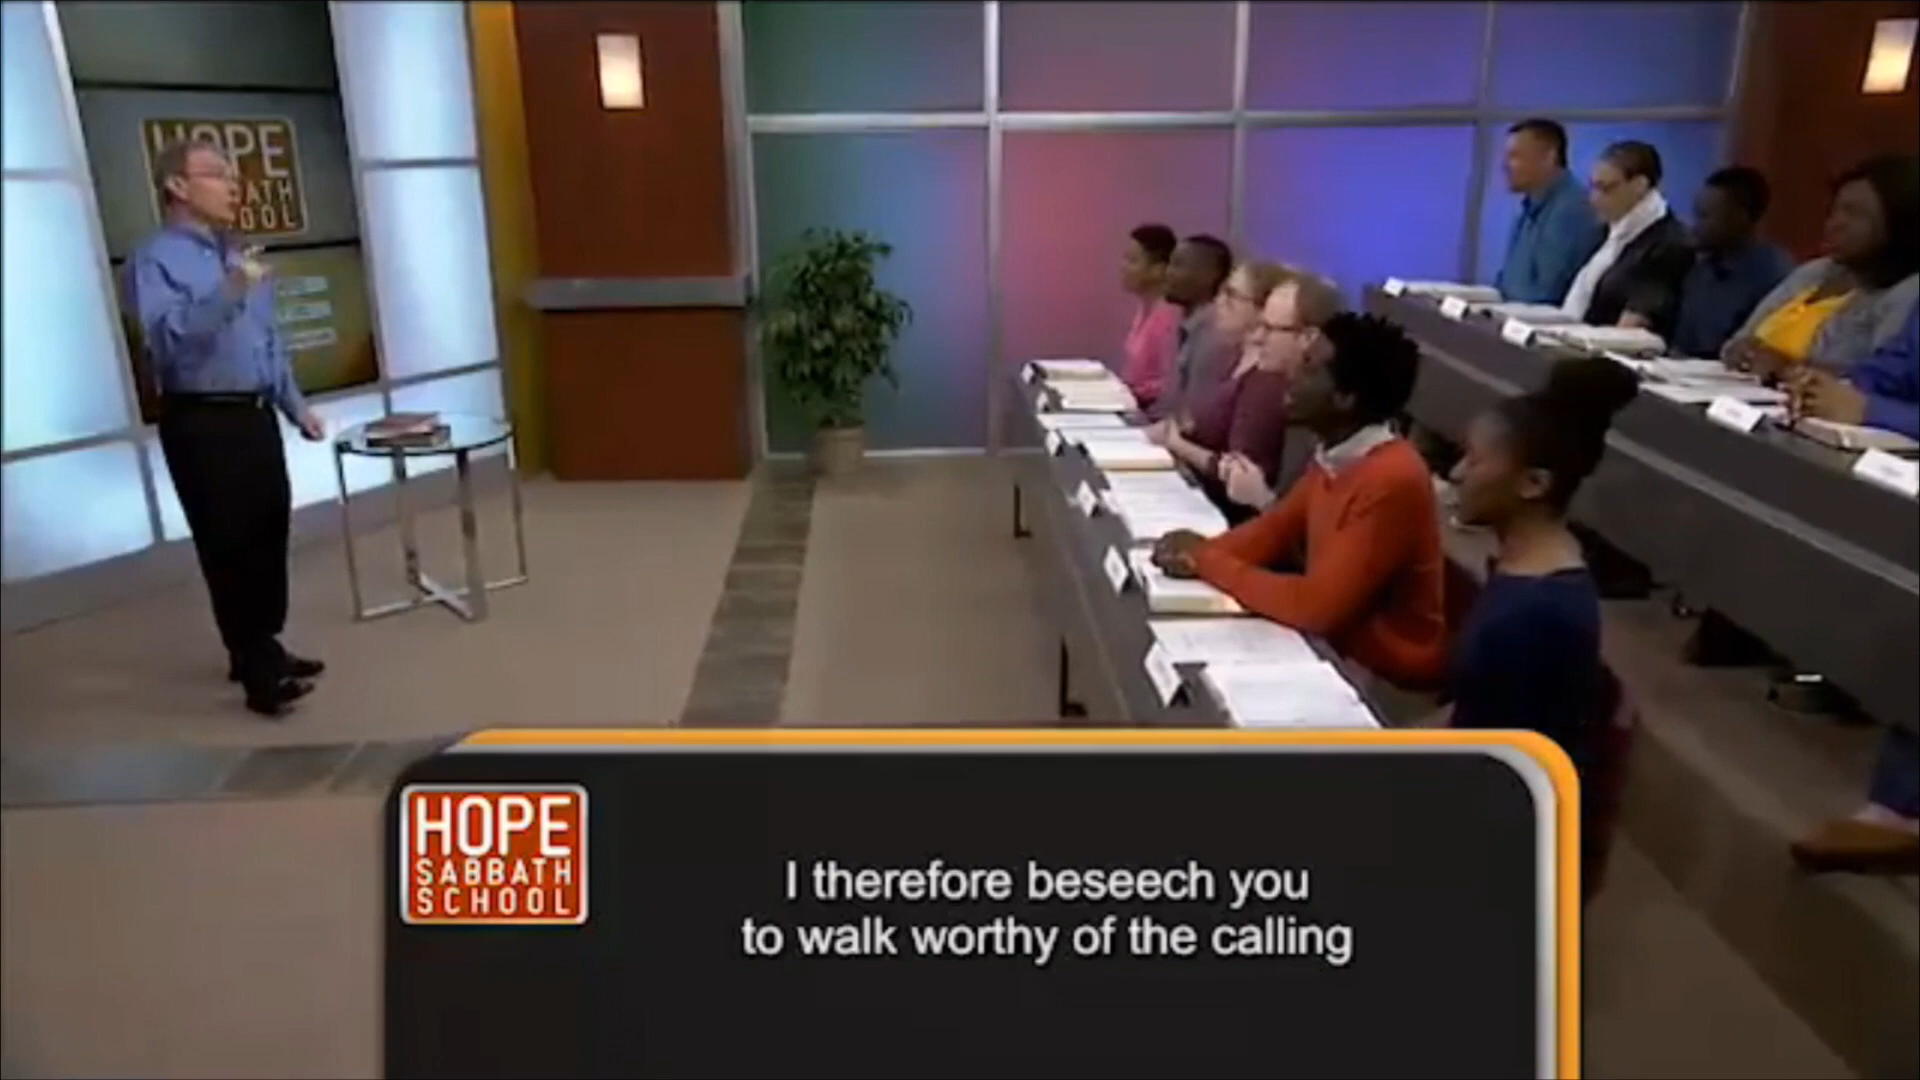 HOPE
SABBATH
SCHOOL
HOPE
SABBATH
SCHOOL
I therefore beseech you
to walk worthy of the calling